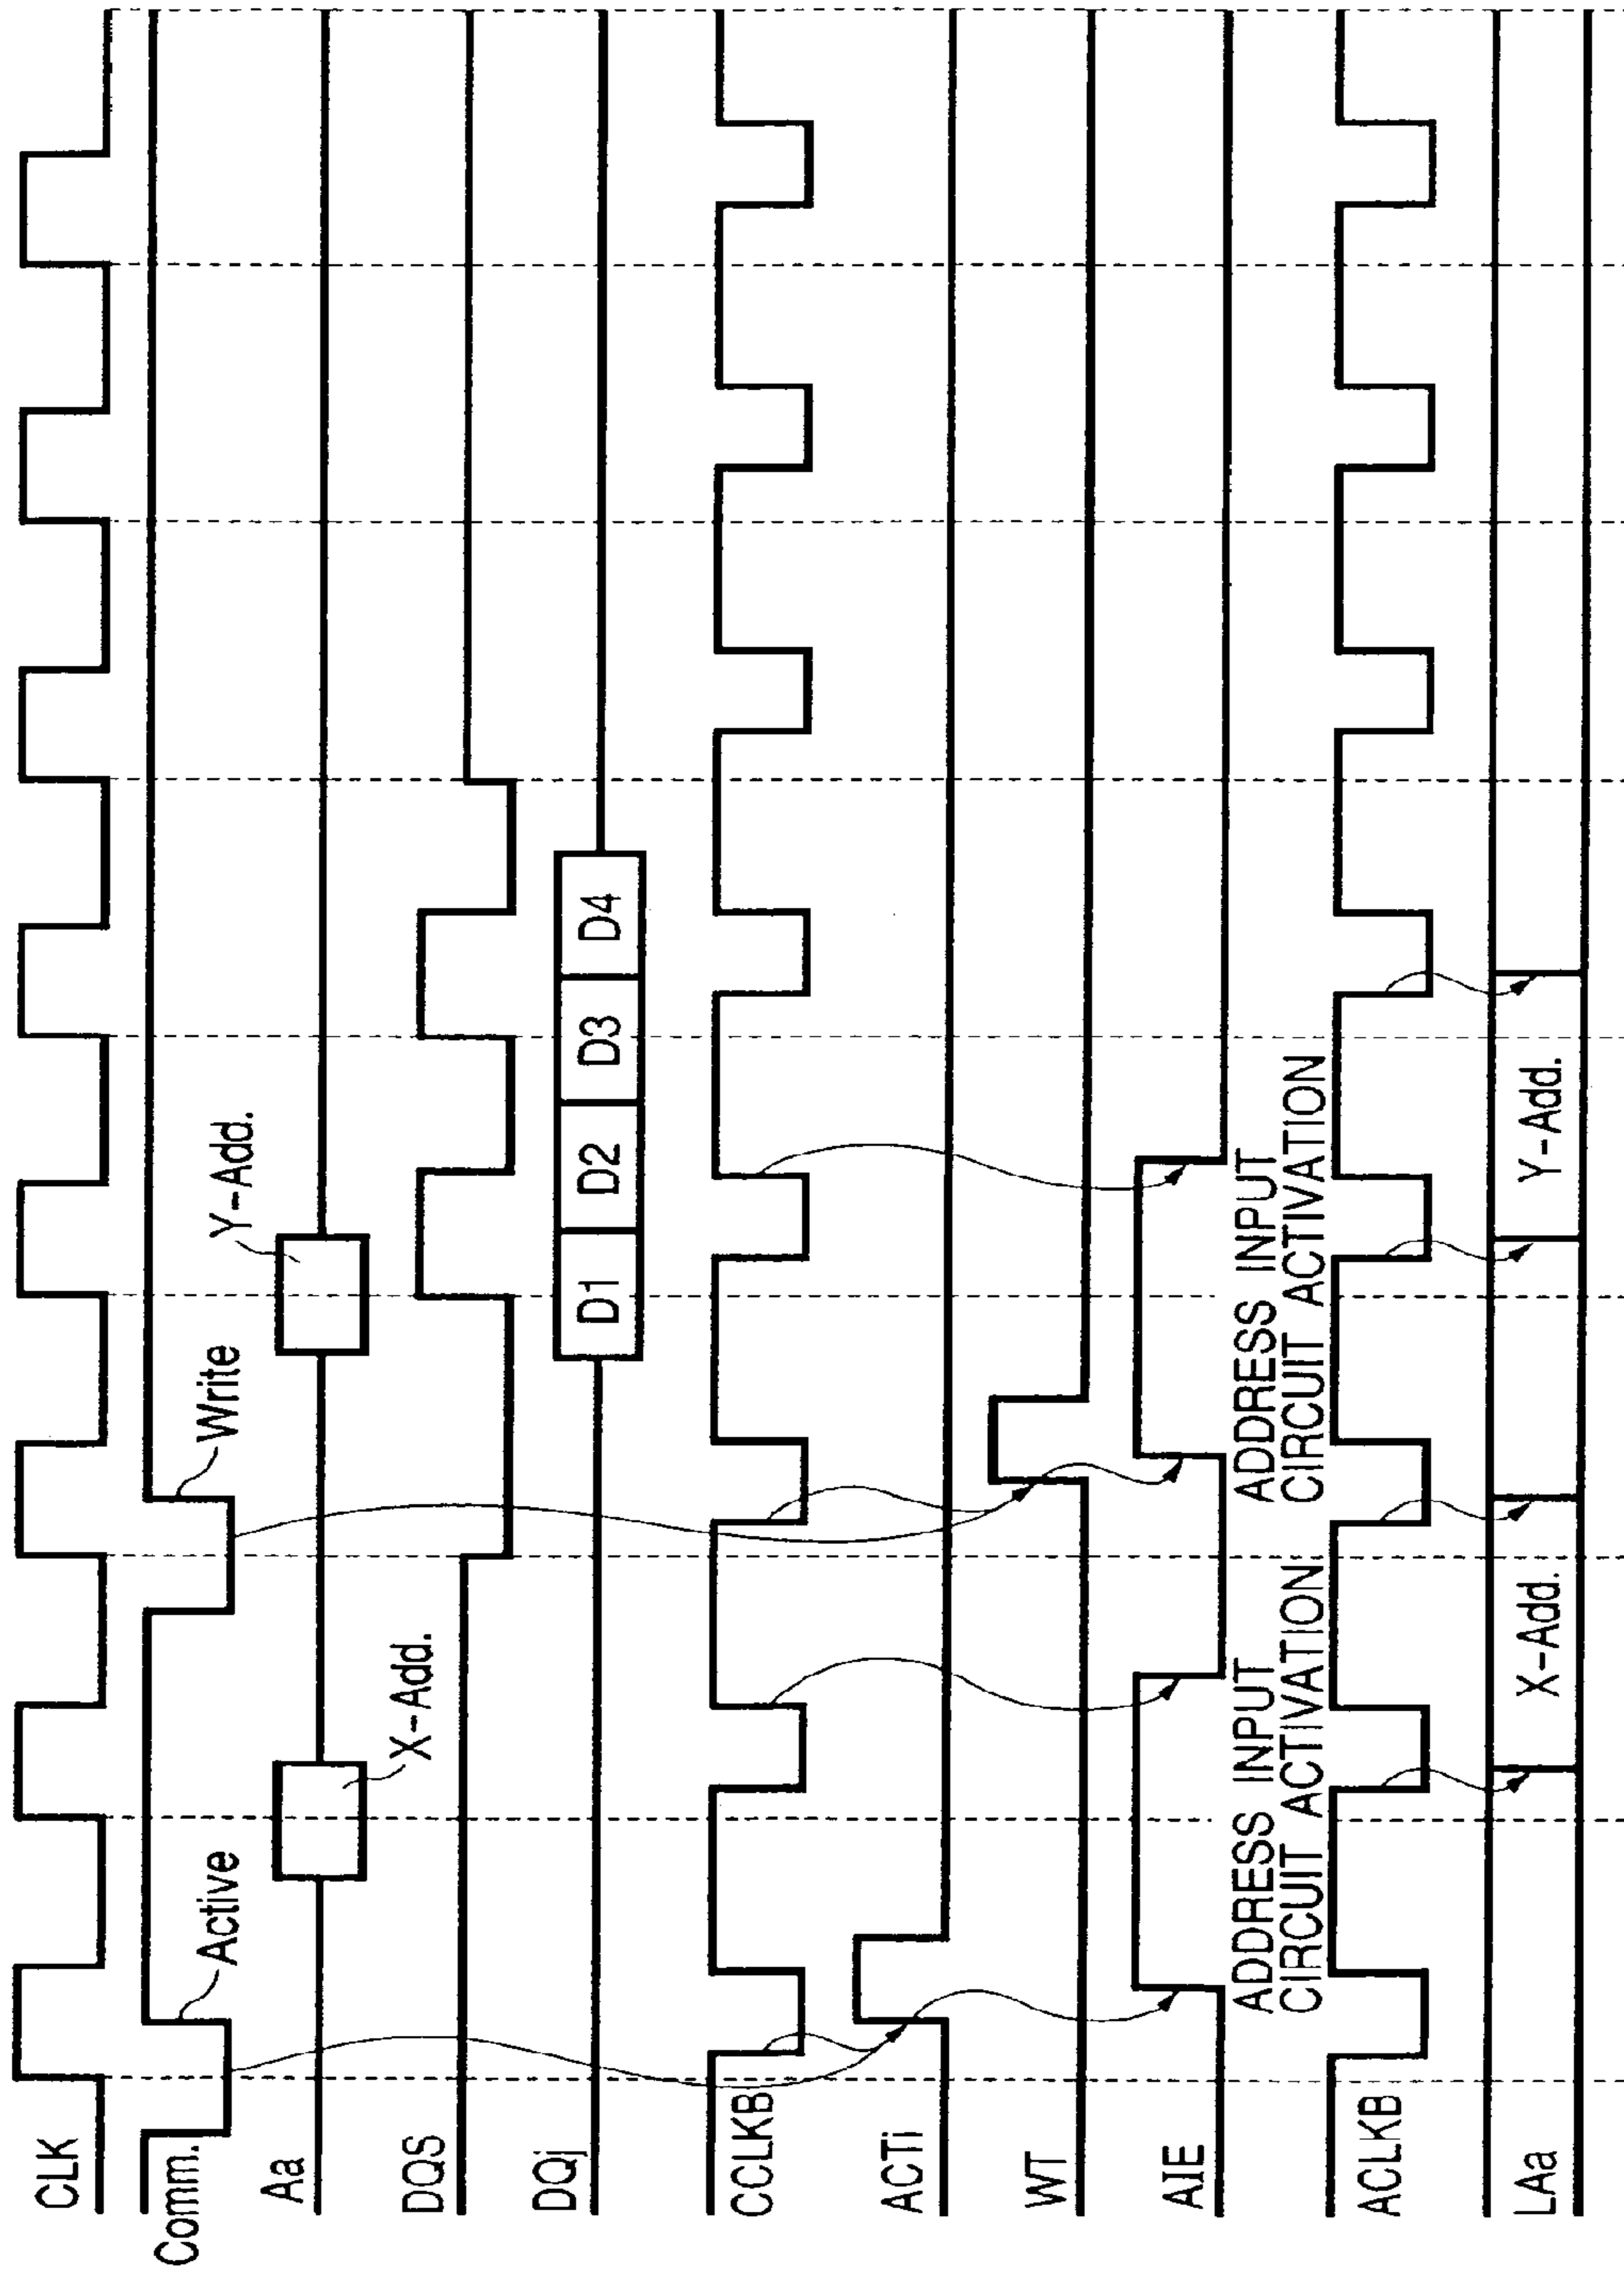 CLK
Comm.
Active
Write
Aa
X-Add.
Y-Add.
DQS
DQj
D1
D2
D3
D4
CCLKB
ACTi
WT
AIE
ADDRESS INPUT
CIRCUIT ACTIVATION
ADDRESS INPUT
CIRCUIT ACTIVATION
ACLKB
LAa
X-Add.
Y-Add.